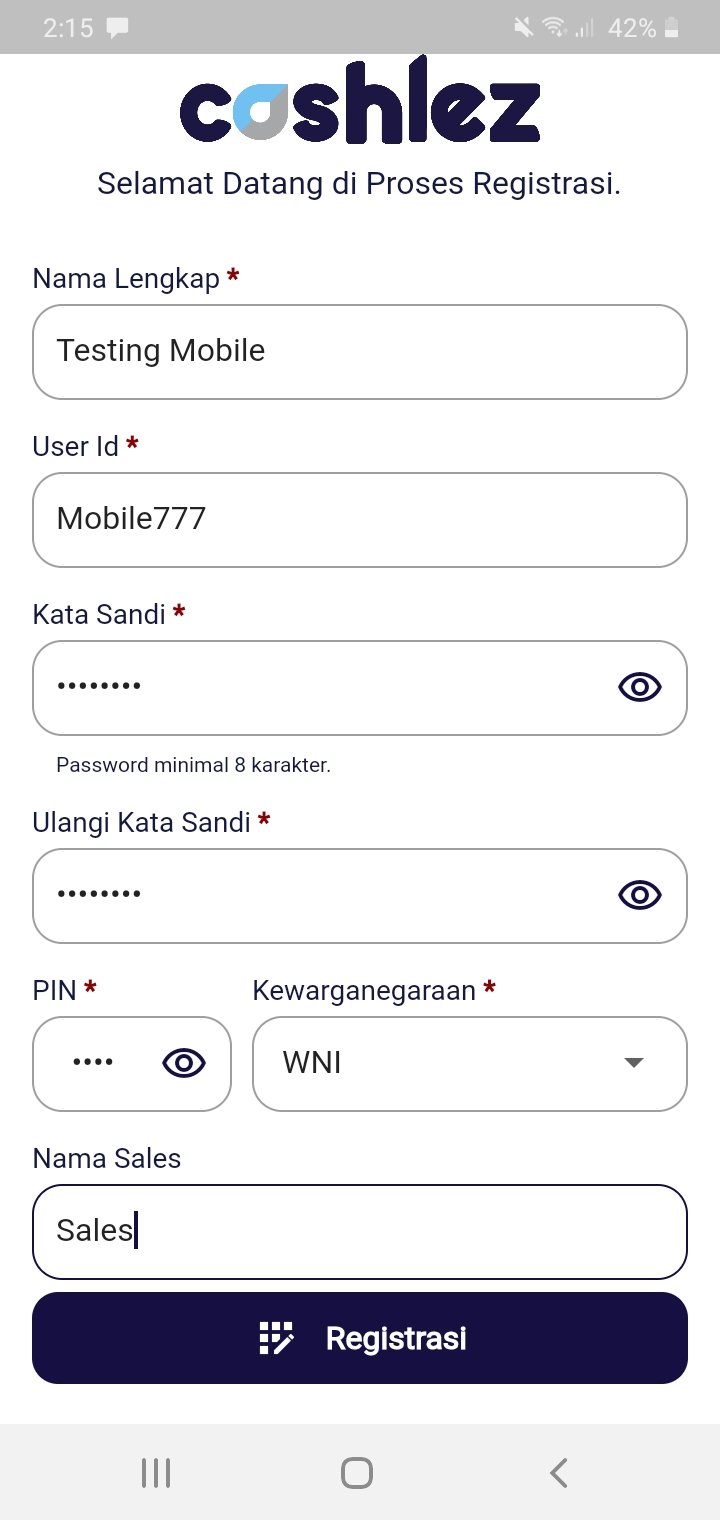 2:15
42%
cashlez
Selamat Datang di Proses Registrasi.
Nama Lengkap *
Testing Mobile
User Id *
Mobile777
Kata Sandi *
••••••••
Password minimal 8 karakter.
Ulangi Kata Sandi *
••••••••
PIN * Kewarganegaraan *
•••• WNI
Nama Sales
Sales
Registrasi